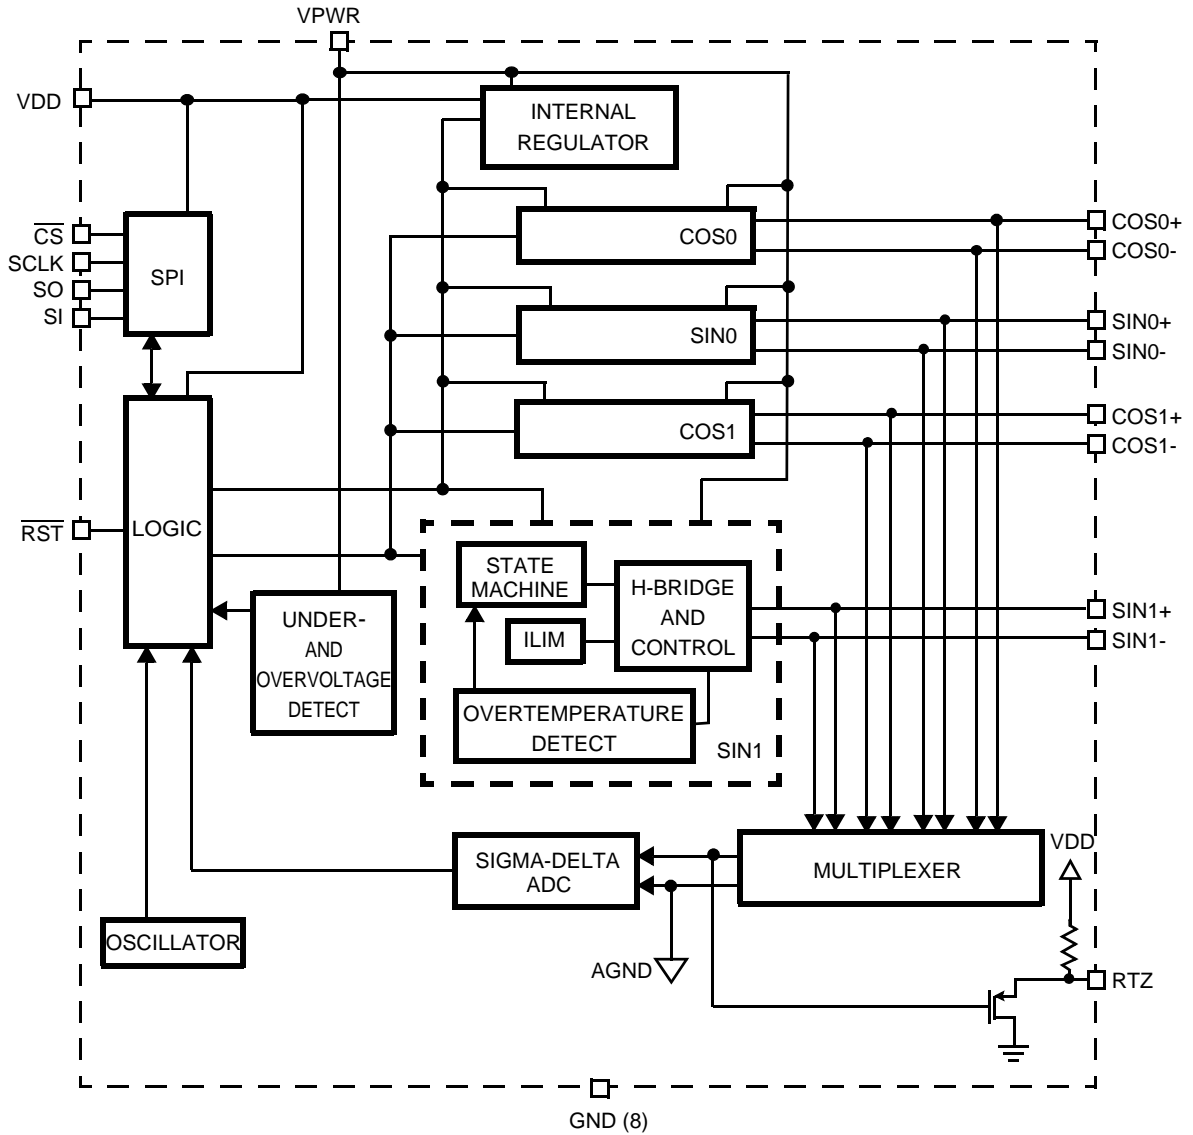 VPWR
VDD
INTERNAL
REGULATOR
CS
SCLK
SO
SI
SPI
COS0
COS0+
COS0-
SIN0
SIN0+
SIN0-
COS1
COS1+
COS1-
RST
LOGIC
STATE
MACHINE
H-BRIDGE
AND
CONTROL
ILIM
SIN1+
SIN1-
UNDER-
AND
OVERVOLTAGE
DETECT
OVERTEMPERATURE
DETECT
SIN1
SIGMA-DELTA
ADC
MULTIPLEXER
VDD
OSCILLATOR
AGND
RTZ
GND (8)